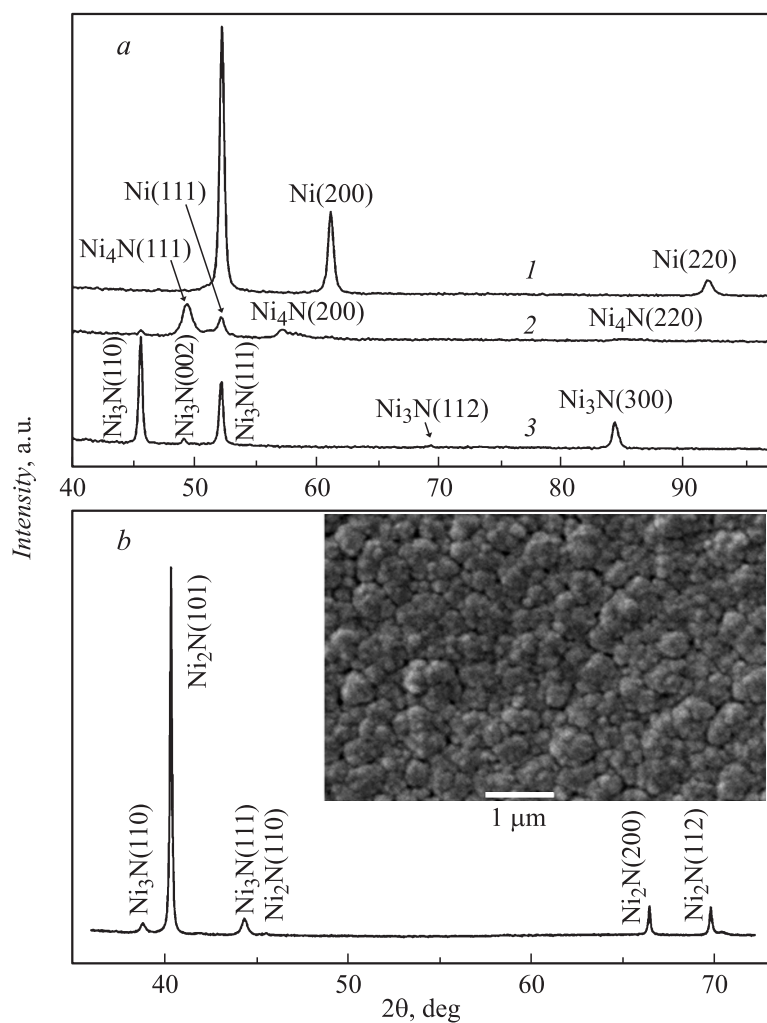 a
Ni(111)
Ni(200)
Ni₄N(111)
Ni(220)
1
Ni₄N(200)
2
Ni₄N(220)
Ni₃N(110)
Ni₃N(002)
Ni₃N(111)
Ni₃N(112)
3
Ni₃N(300)
40 50 60 70 80 90
Intensity, a.u.
b
Ni₂N(101)
1 μm
Ni₃N(110)
Ni₃N(111)
Ni₂N(110)
Ni₂N(200)
Ni₂N(112)
40 50 60 70
2θ, deg